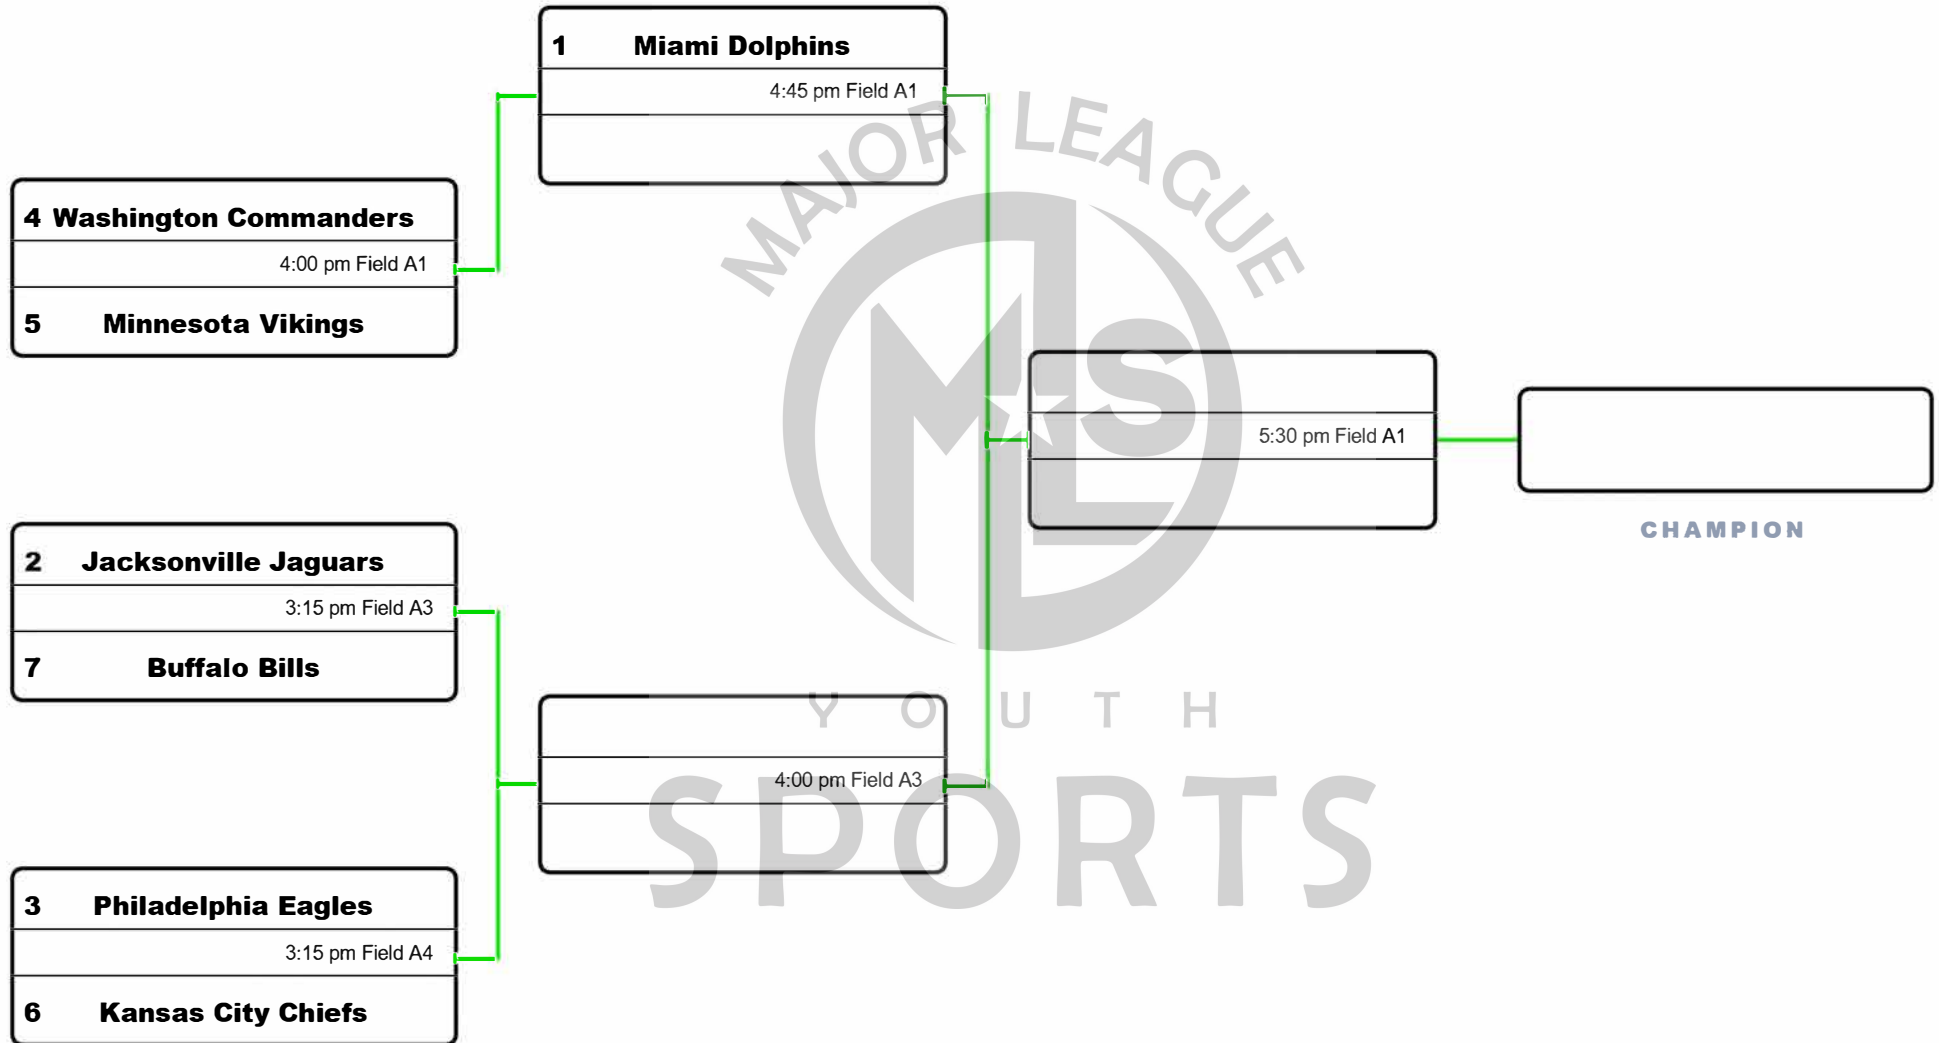 1 Miami Dolphins
4:45 pm Field A1
4 Washington Commanders
4:00 pm Field A1
5 Minnesota Vikings
2 Jacksonville Jaguars
3:15 pm Field A3
7 Buffalo Bills
3 Philadelphia Eagles
3:15 pm Field A4
6 Kansas City Chiefs
4:00 pm Field A3
5:30 pm Field A1
CHAMPION
MAJOR LEAGUE
MLS
YOUTH
SPORTS